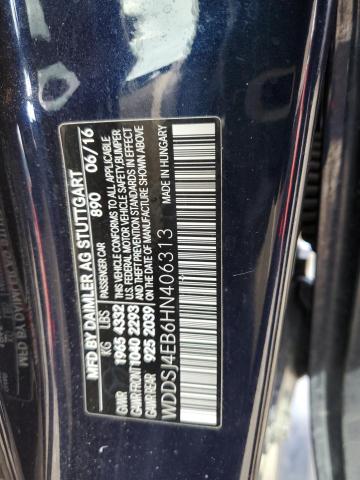 MFD BY DAIMLER AG STUTTGART
PASSENGER CAR 890 06/16
KG LBS
GVWR 1965 4332
GAWR FRONT 1040 2293
GAWR REAR 925 2039
THIS VEHICLE CONFORMS TO ALL APPLICABLE
U.S. FEDERAL MOTOR VEHICLE SAFETY,BUMPER
AND THEFT PREVENTION STANDARDS IN EFFECT
ON THE DATE OF MANUFACTURE SHOWN ABOVE
WDDSJ4EB6HN406313
MADE IN HUNGARY